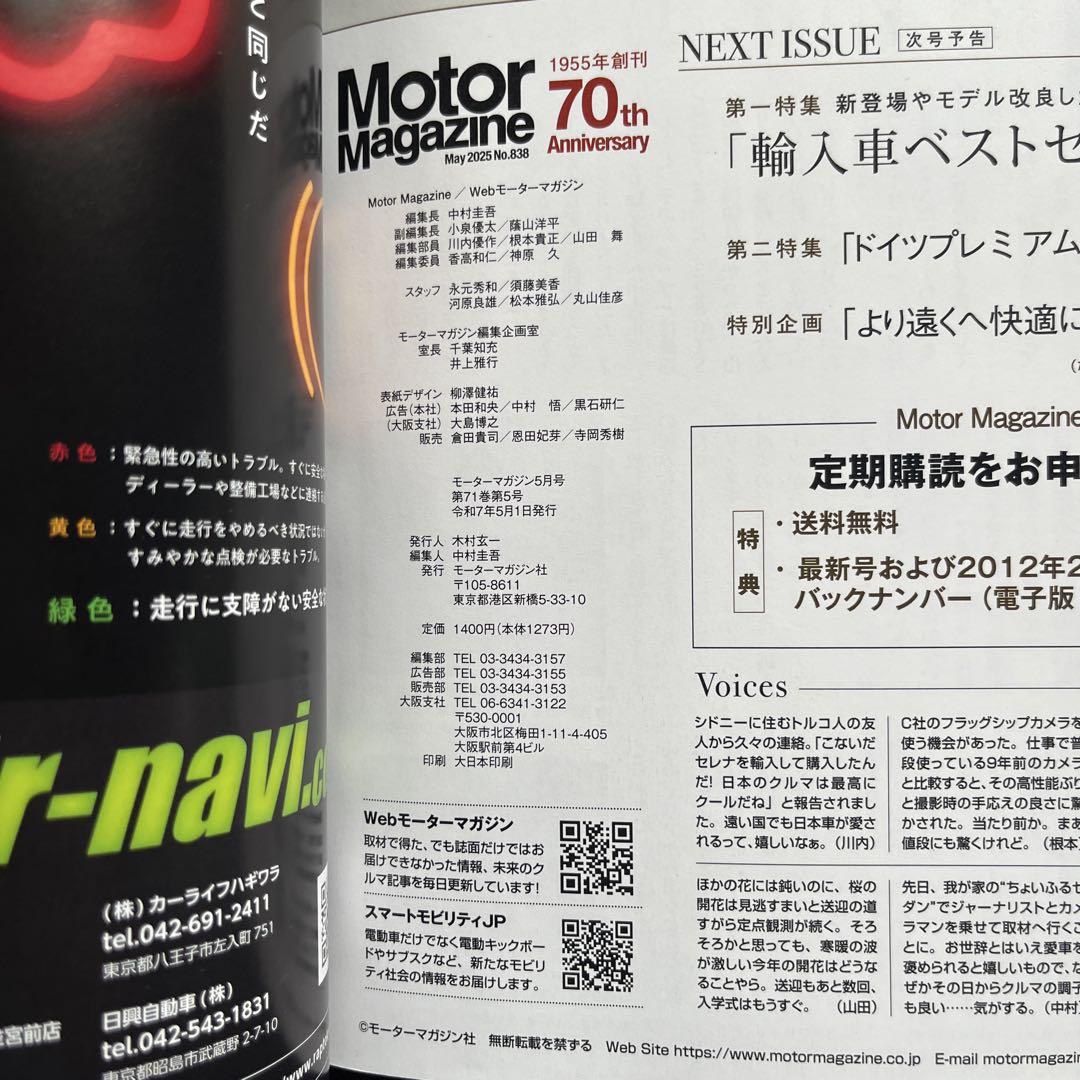 と同じだ
赤色：緊急性の高いトラブル。すぐに安全な
ディーラーや整備工場などに連絡する
黄色：すぐに走行をやめるべき状況ではない
すみやかな点検が必要なトラブル。
緑色：走行に支障がない安全な
r-navi.co
（株）カーライフハギワラ
tel.042-691-2411
東京都八王子市左入町751
日興自動車（株）
tel.042-543-1831
東京都昭島市武蔵野2-7-10
宮前店
Motor
Magazine
May 2025 No.838
1955年創刊
70th
Anniversary
Motor Magazine／Webモーターマガジン
編集長 中村圭吾
副編集長 小泉優太／蔭山洋平
編集部員 川内優作／根本貴正／山田　舞
編集委員 香高和仁／神原　久
スタッフ 永元秀和／須藤美香
河原良雄／松本雅弘／丸山佳彦
モーターマガジン編集企画室
室長 千葉知充
井上雅行
表紙デザイン 柳澤健祐
広告（本社） 本田和央／中村　悟／黒石研仁
（大阪支社） 大島博之
販売 倉田貴司／恩田妃芽／寺岡秀樹
モーターマガジン5月号
第71巻第5号
令和7年5月1日発行
発行人 木村玄一
編集人 中村圭吾
発行 モーターマガジン社
〒105-8611
東京都港区新橋5-33-10
定価 1400円（本体1273円）
編集部 TEL 03-3434-3157
広告部 TEL 03-3434-3155
販売部 TEL 03-3434-3153
大阪支社 TEL 06-6341-3122
〒530-0001
大阪市北区梅田1-11-4-405
大阪駅前第4ビル
印刷 大日本印刷
Webモーターマガジン
取材で得た、でも誌面だけではお
届けできなかった情報、未来のク
ルマ記事を毎日更新しています！
スマートモビリティJP
電動車だけでなく電動キックボー
ドやサブスクなど、新たなモビリ
ティ社会の情報をお届けします。
NEXT ISSUE 次号予告
第一特集 新登場やモデル改良し
「輸入車ベストセ
第二特集 「ドイツプレミアム
特別企画 「より遠くへ快適に
Motor Magazine
定期購読をお申
特典
・送料無料
・最新号および2012年2
バックナンバー（電子版
Voices
シドニーに住むトルコ人の友
人から久々の連絡。「こないだ
セレナを輸入して購入したん
だ！ 日本のクルマは最高に
クールだね」と報告されまし
た。遠い国でも日本車が愛さ
れるって、嬉しいなぁ。（川内）
C社のフラッグシップカメラを
使う機会があった。仕事で普
段使っている9年前のカメラ
と比較すると、その高性能ぶり
と撮影時の手応えの良さに驚
かされた。当たり前か。まあ
値段にも驚くけれど。（根本）
ほかの花には鈍いのに、桜の
開花は見逃すまいと送迎の道
すがら定点観測が続く。そろ
そろかと思っても、寒暖の波
が激しい今年の開花はどうな
ることやら。送迎もあと数回、
入学式はもうすぐ。（山田）
先日、我が家の“ちょいふるセ
ダン”でジャーナリストとカメ
ラマンを乗せて取材へ行くこ
とに。お世辞とはいえ愛車を
褒められると嬉しいもので、な
ぜかその日からクルマの調子
も良い……気がする。（中村）
©モーターマガジン社　無断転載を禁ずる　Web Site https://www.motormagazine.co.jp　E-mail motormagazin